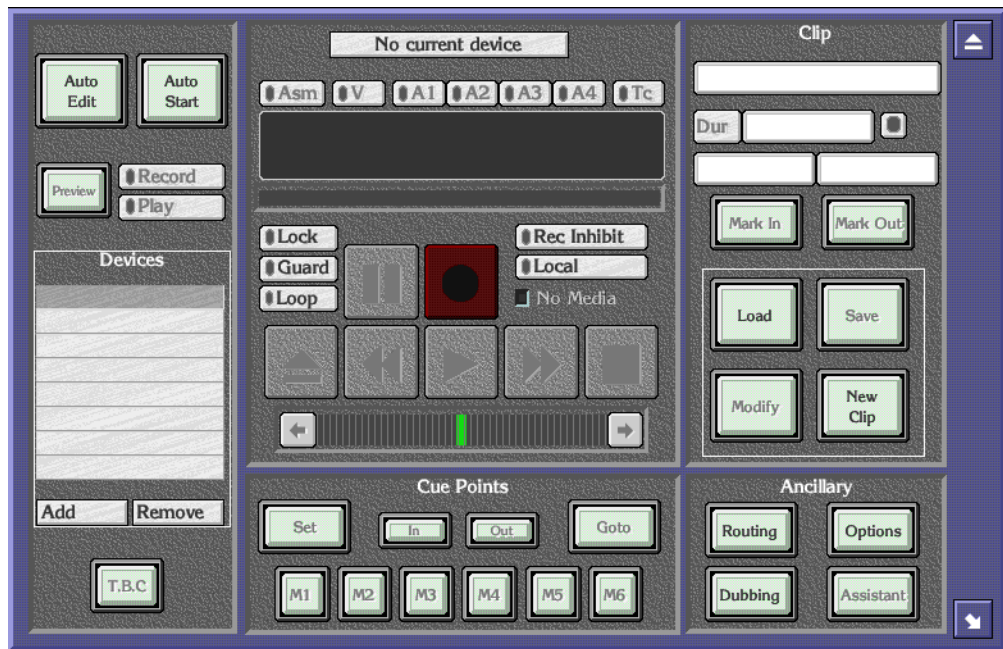 Auto Edit
Auto Start
Preview
Record
Play
Devices
Add
Remove
T.B.C
No current device
Asm V A1 A2 A3 A4 Tc
Lock
Guard
Loop
Rec Inhibit
Local
No Media
Cue Points
Set
In
Out
Goto
M1 M2 M3 M4 M5 M6
Clip
Dur
Mark In
Mark Out
Load
Save
Modify
New Clip
Ancillary
Routing
Options
Dubbing
Assistant